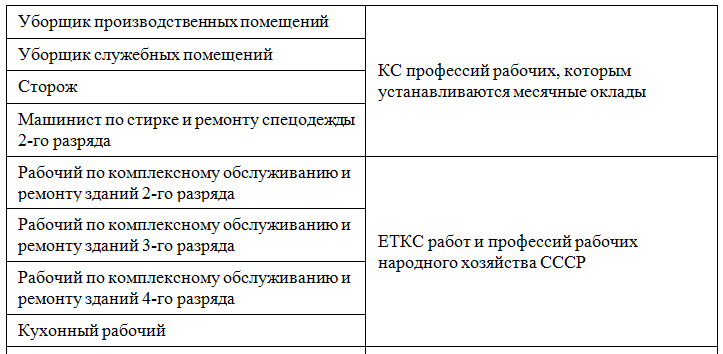 Уборщик производственных помещений
Уборщик служебных помещений
Сторож
Машинист по стирке и ремонту спецодежды
2-го разряда
КС профессий рабочих, которым
устанавливаются месячные оклады
Рабочий по комплексному обслуживанию и
ремонту зданий 2-го разряда
Рабочий по комплексному обслуживанию и
ремонту зданий 3-го разряда
Рабочий по комплексному обслуживанию и
ремонту зданий 4-го разряда
Кухонный рабочий
ЕТКС работ и профессий рабочих
народного хозяйства СССР